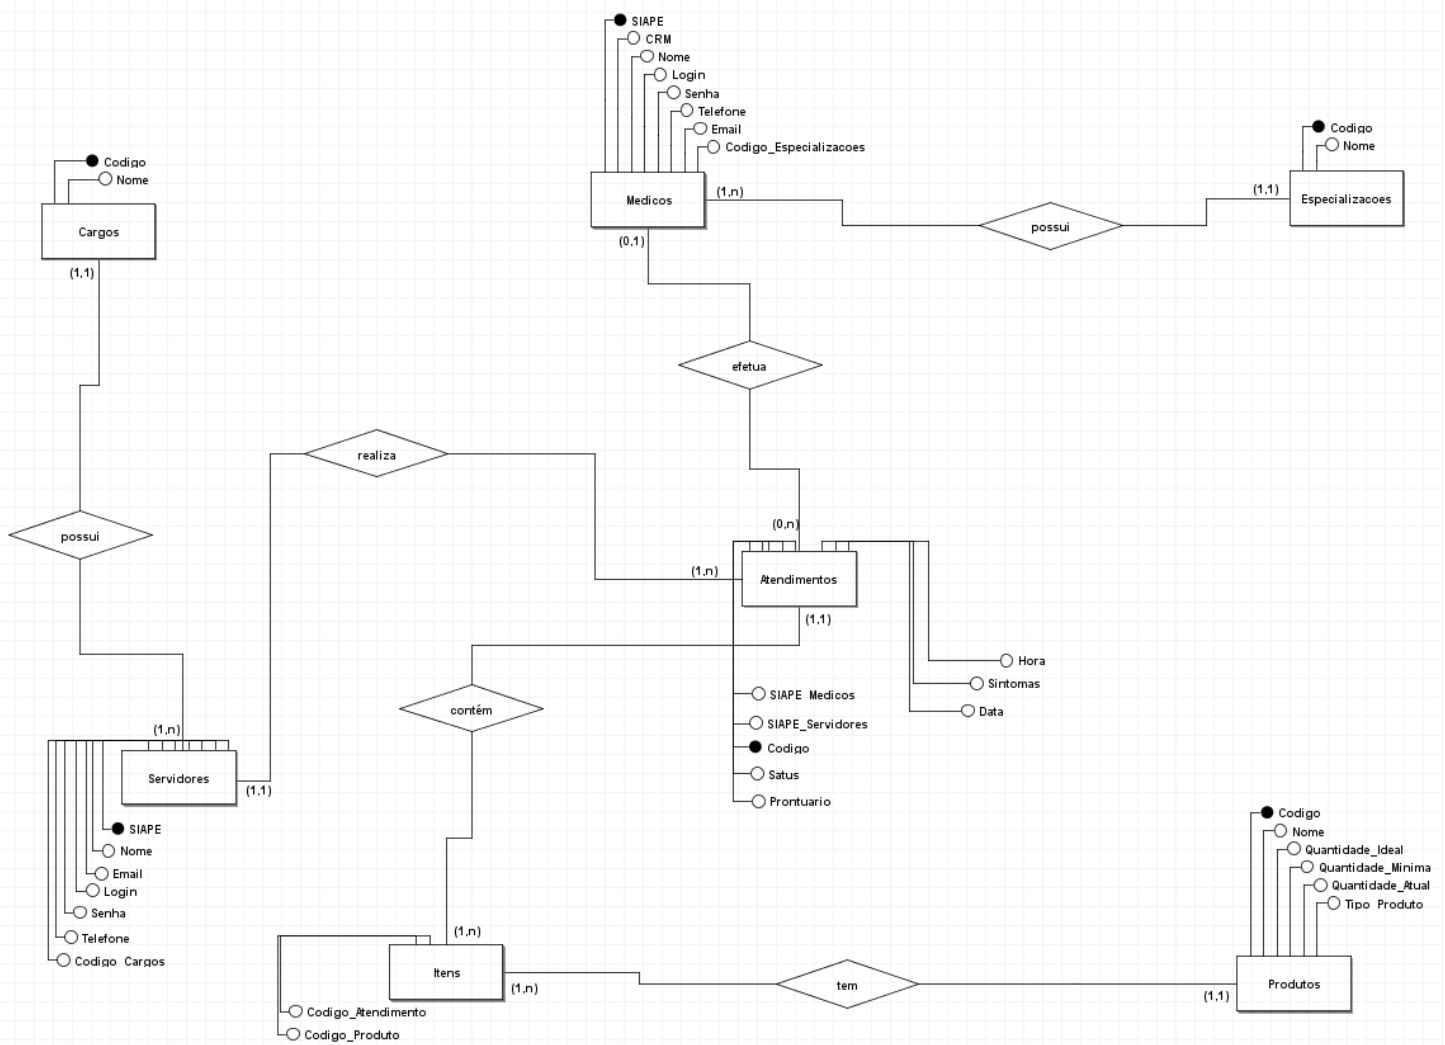 SIAPE
CRM
Nome
Login
Senha
Telefone
Email
Codigo_Especializacoes
Medicos
(1,n)
(0,1)
possui
(1,1)
Codigo
Nome
Especializacoes
Codigo
Nome
Cargos
(1,1)
possui
efetua
realiza
(0,n)
(1,n)
Atendimentos
(1,1)
Hora
Sintomas
Data
SIAPE_Medicos
SIAPE_Servidores
Codigo
Satus
Prontuario
contém
(1,n)
Servidores
(1,1)
SIAPE
Nome
Email
Login
Senha
Telefone
Codigo_Cargos
(1,n)
Itens
(1,n)
Codigo_Atendimento
Codigo_Produto
tem
Codigo
Nome
Quantidade_Ideal
Quantidade_Minima
Quantidade_Atual
Tipo_Produto
Produtos
(1,1)